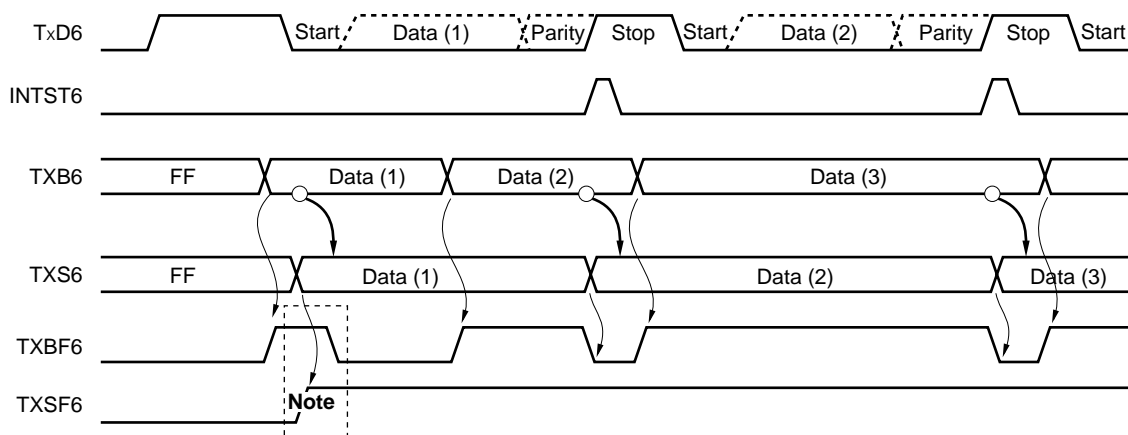 TxD6 Start Data (1) Parity Stop Start Data (2) Parity Stop Start
INTST6
TXB6 FF Data (1) Data (2) Data (3)
TXS6 FF Data (1) Data (2) Data (3)
TXBF6
TXSF6 Note